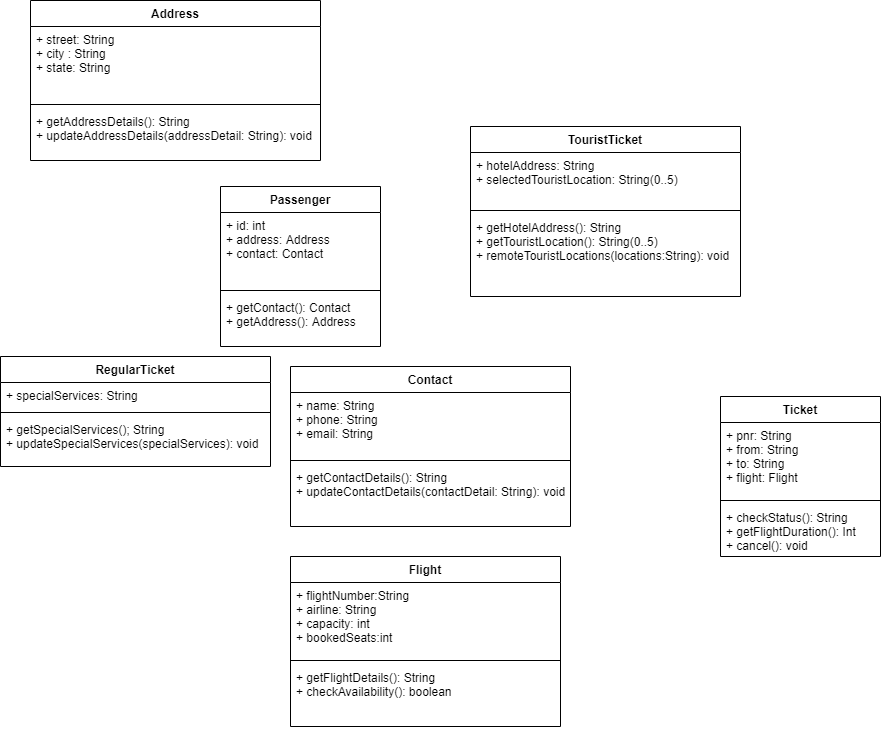 Address
+ street: String
+ city : String
+ state: String
+ getAddressDetails(): String
+ updateAddressDetails(addressDetail: String): void
TouristTicket
+ hotelAddress: String
+ selectedTouristLocation: String(0..5)
+ getHotelAddress(): String
+ getTouristLocation(): String(0..5)
+ remoteTouristLocations(locations:String): void
Passenger
+ id: int
+ address: Address
+ contact: Contact
+ getContact(): Contact
+ getAddress(): Address
RegularTicket
+ specialServices: String
+ getSpecialServices(); String
+ updateSpecialServices(specialServices): void
Contact
+ name: String
+ phone: String
+ email: String
+ getContactDetails(): String
+ updateContactDetails(contactDetail: String): void
Ticket
+ pnr: String
+ from: String
+ to: String
+ flight: Flight
+ checkStatus(): String
+ getFlightDuration(): Int
+ cancel(): void
Flight
+ flightNumber:String
+ airline: String
+ capacity: int
+ bookedSeats:int
+ getFlightDetails(): String
+ checkAvailability(): boolean